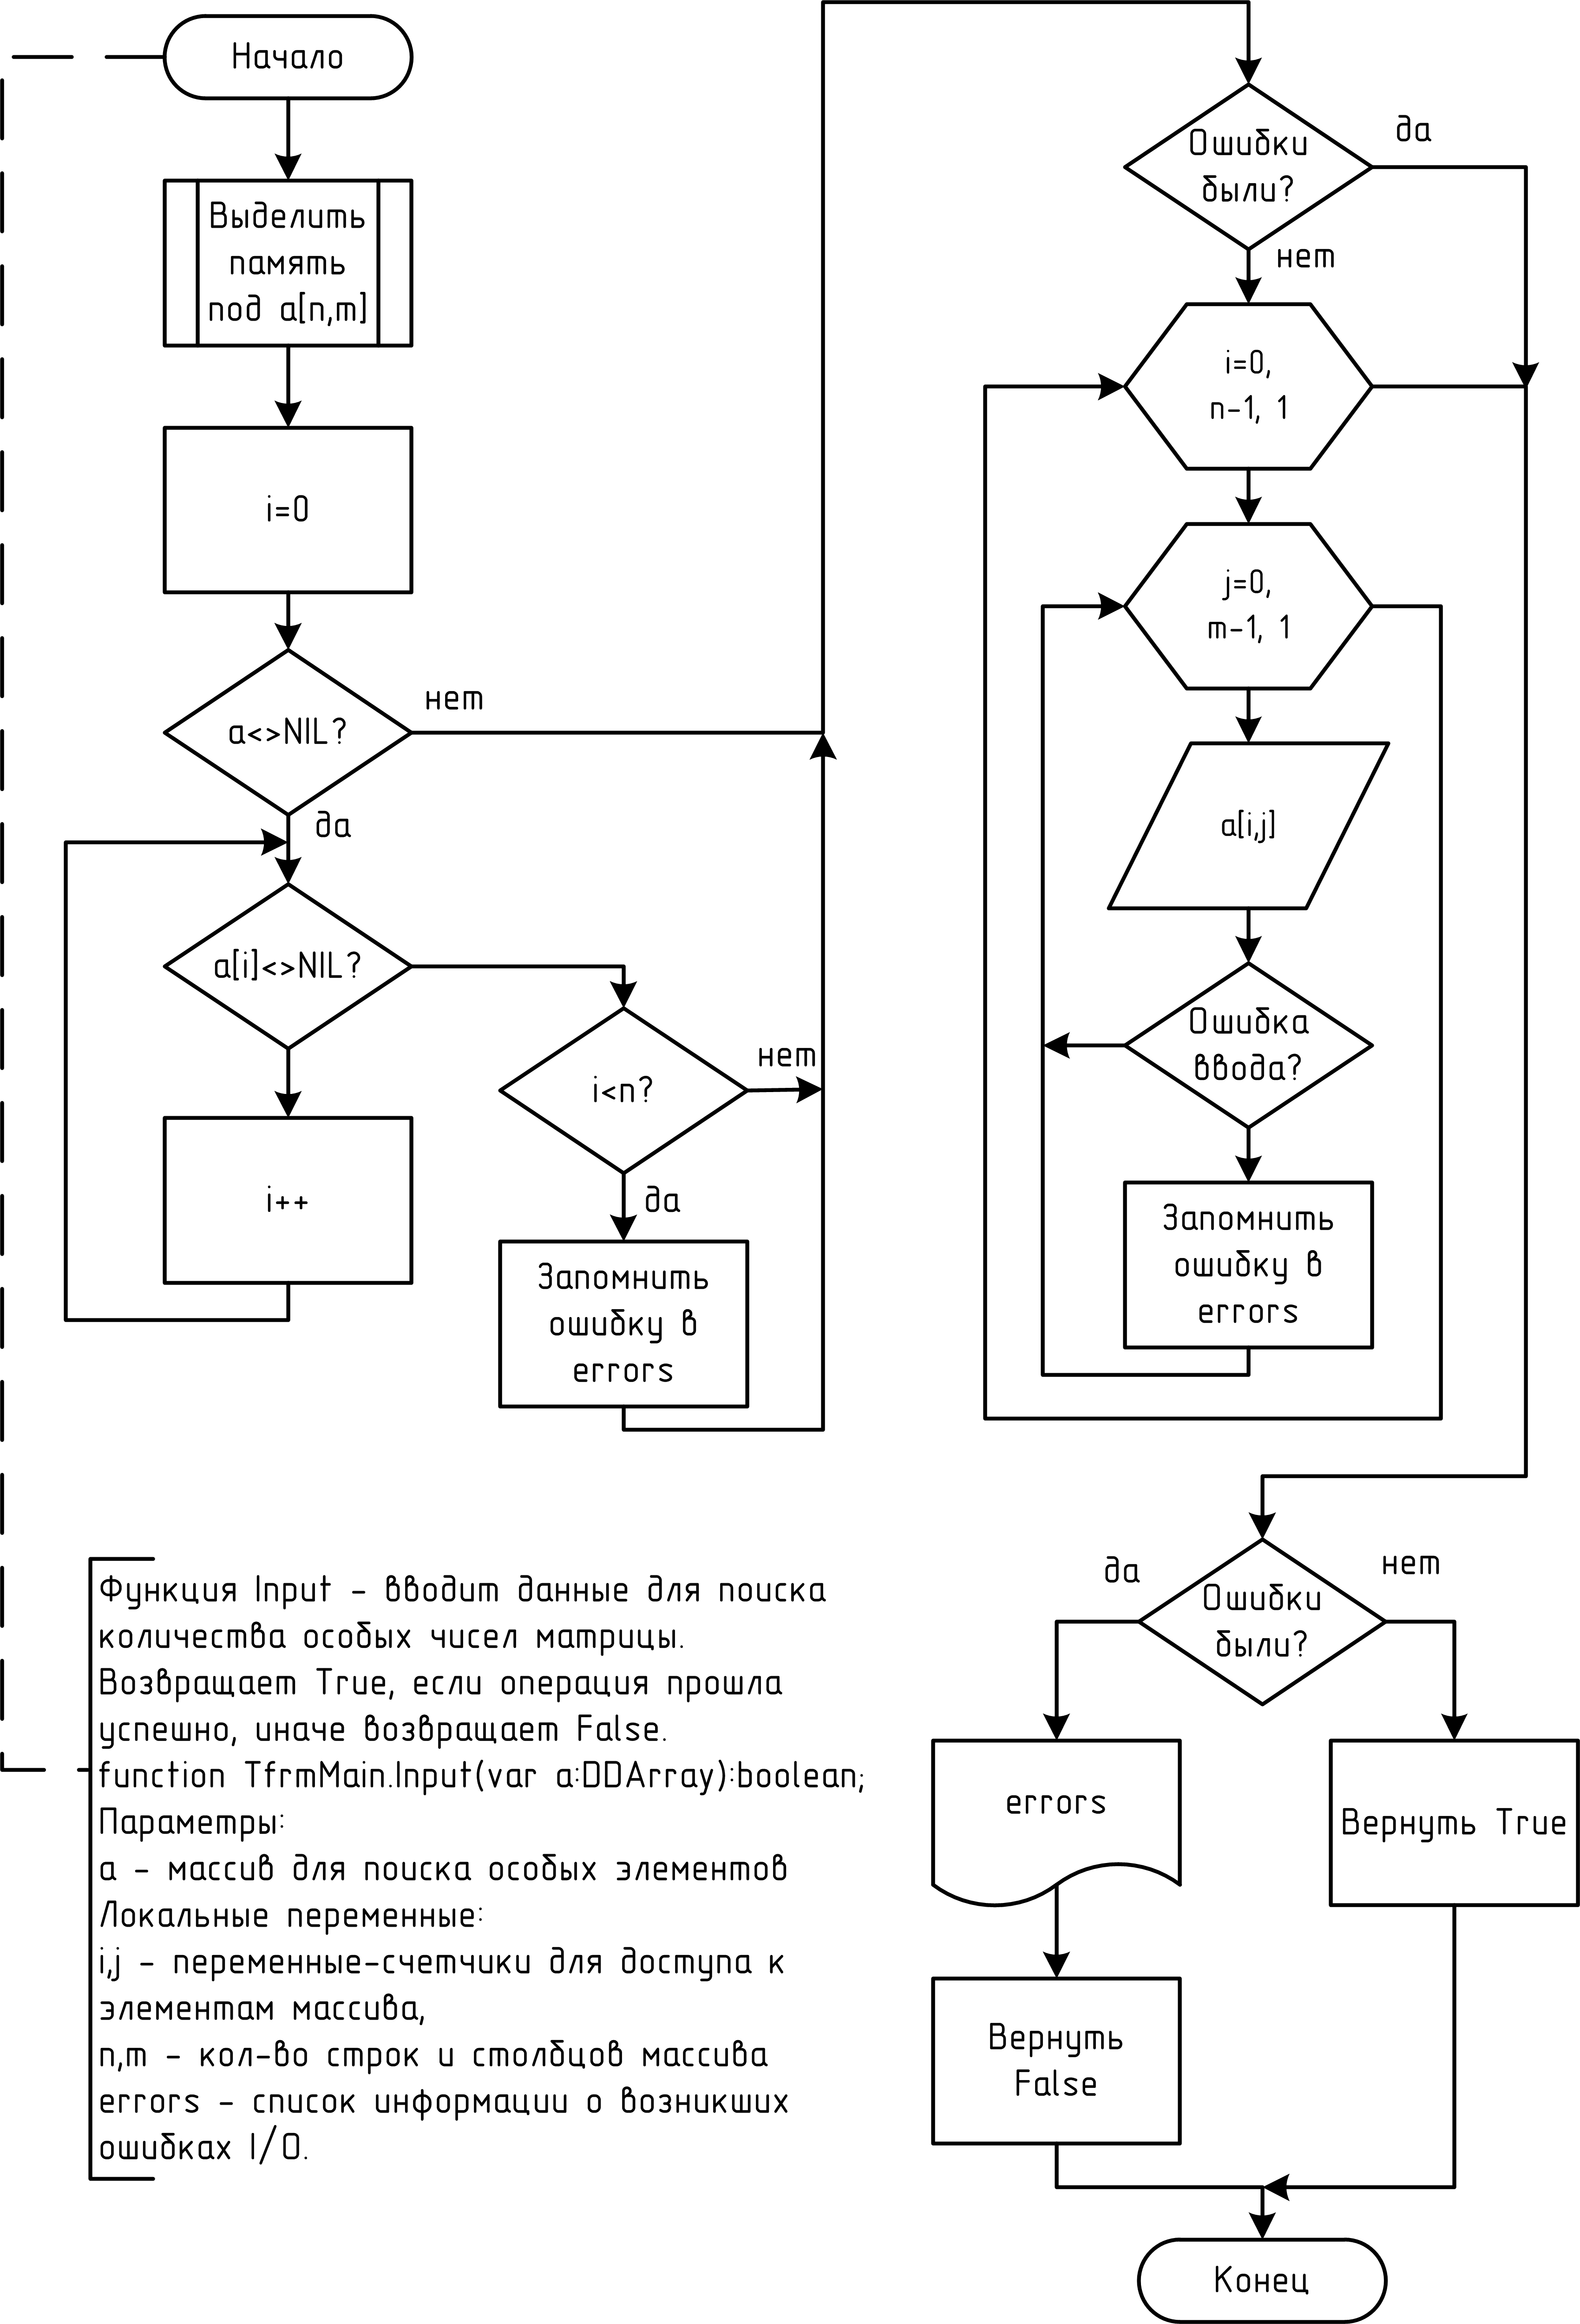 Начало
Выделить
память
под a[n,m]
i=0
a<>NIL?
нет
да
a[i]<>NIL?
i++
i<n?
нет
да
Запомнить
ошибку в
errors
Ошибки
были?
да
нет
i=0,
n-1, 1
j=0,
m-1, 1
a[i,j]
Ошибка
ввода?
Запомнить
ошибку в
errors
Ошибки
были?
да
нет
errors
Вернуть
False
Вернуть True
Конец
Функция Input - вводит данные для поиска
количества особых чисел матрицы.
Возвращает True, если операция прошла
успешно, иначе возвращает False.
function TfrmMain.Input(var a:DDArray):boolean;
Параметры:
a - массив для поиска особых элементов
Локальные переменные:
i,j - переменные-счетчики для доступа к
элементам массива,
n,m - кол-во строк и столбцов массива
errors - список информации о возникших
ошибках I/O.